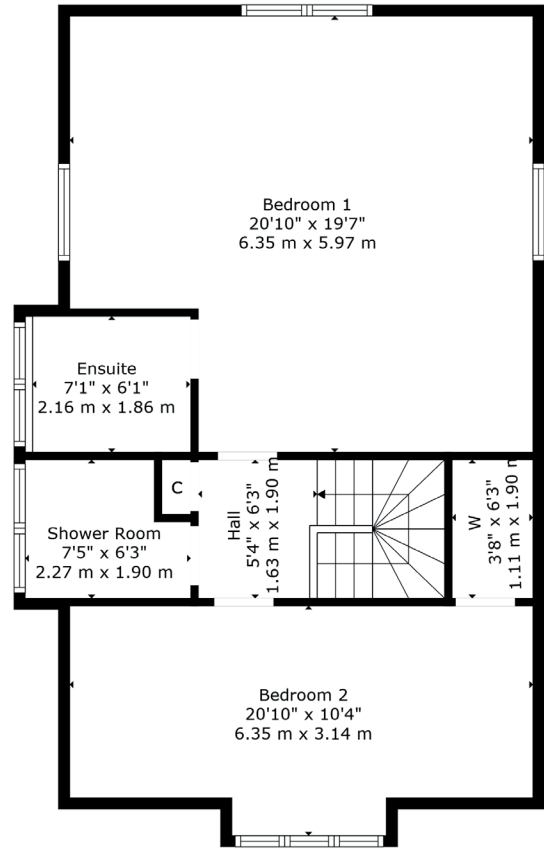 Bedroom 1
20'10" x 19'7"
6.35 m x 5.97 m
Ensuite
7'1" x 6'1"
2.16 m x 1.86 m
C
Shower Room
7'5" x 6'3"
2.27 m x 1.90 m
Hall
5'4" x 6'3"
1.63 m x 1.90 m
W
3'8" x 6'3"
1.11 m x 1.90 m
Bedroom 2
20'10" x 10'4"
6.35 m x 3.14 m